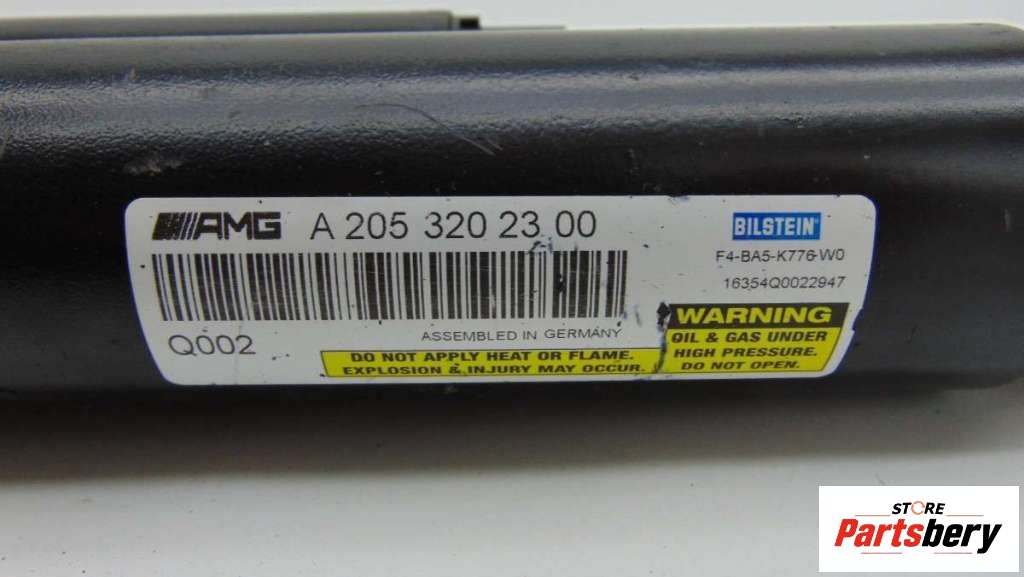 AMG A 205 320 23 00
BILSTEIN®
F4-BA5-K776-W0
16354Q0022947
Q002
ASSEMBLED IN GERMANY
DO NOT APPLY HEAT OR FLAME.
EXPLOSION & INJURY MAY OCCUR.
WARNING
OIL & GAS UNDER
HIGH PRESSURE.
DO NOT OPEN.
STORE
Partsbery